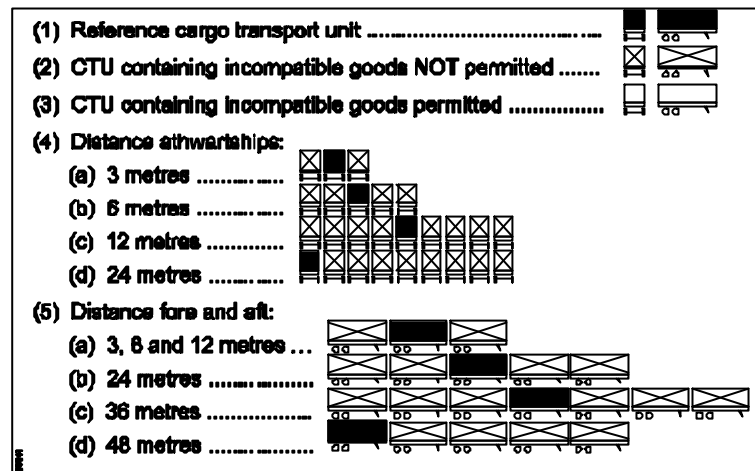 (1) Reference cargo transport unit ........................................
(2) CTU containing incompatible goods NOT permitted .......
(3) CTU containing incompatible goods permitted ................
(4) Distance athwartships:
(a) 3 metres ...............
(b) 6 metres ...............
(c) 12 metres .............
(d) 24 metres .............
(5) Distance fore and aft:
(a) 3, 6 and 12 metres ...
(b) 24 metres ..................
(c) 36 metres ..................
(d) 48 metres ..................